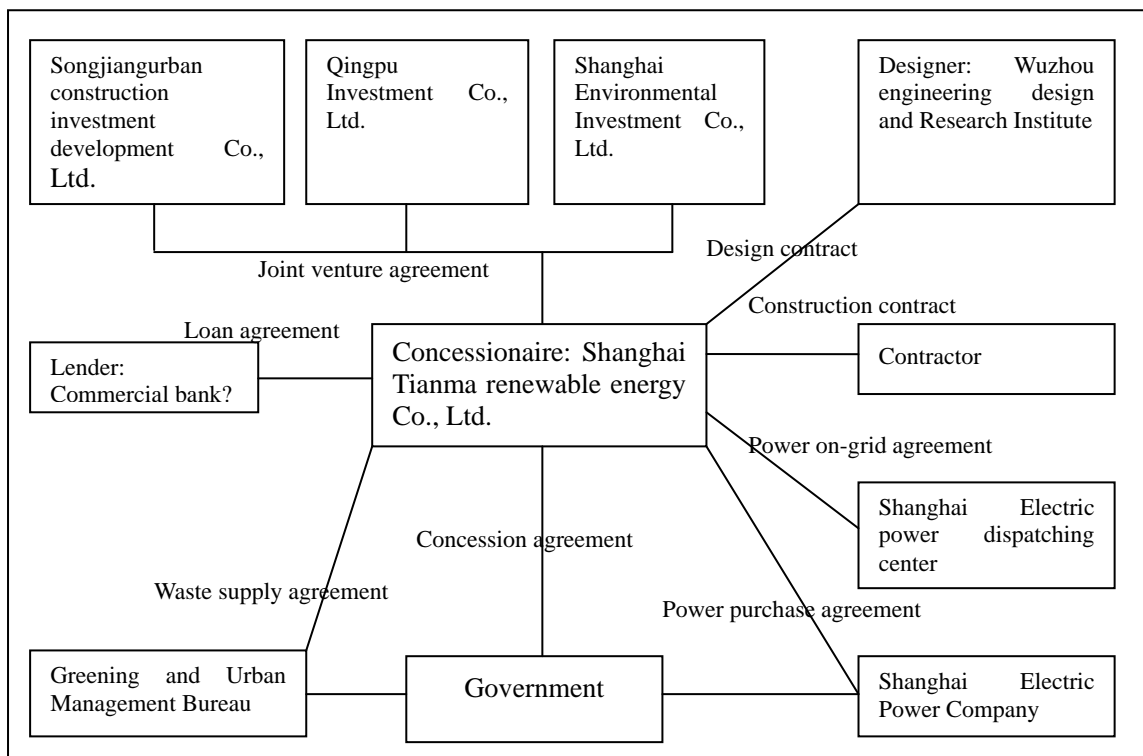 Songjiangurban
construction
investment
development Co.,
Ltd.
Qingpu
Investment Co.,
Ltd.
Shanghai
Environmental
Investment Co.,
Ltd.
Designer: Wuzhou
engineering design
and Research Institute
Design contract
Joint venture agreement
Construction contract
Loan agreement
Lender:
Commercial bank?
Concessionaire: Shanghai
Tianma renewable energy
Co., Ltd.
Contractor
Power on-grid agreement
Shanghai Electric
power dispatching
center
Concession agreement
Waste supply agreement
Power purchase agreement
Greening and Urban
Management Bureau
Government
Shanghai Electric
Power Company